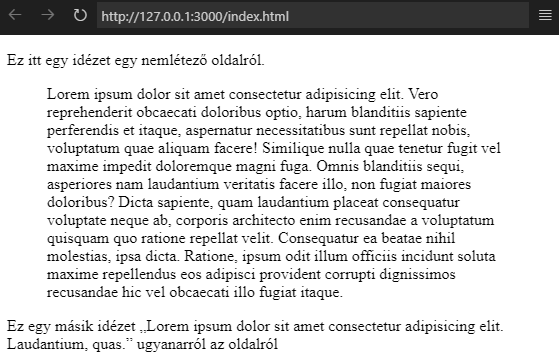 http://127.0.0.1:3000/index.html
Ez itt egy idézet egy nemlétező oldalról.
Lorem ipsum dolor sit amet consectetur adipisicing elit. Vero
reprehenderit obcaecati doloribus optio, harum blanditiis sapiente
perferendis et itaque, aspernatur necessitatibus sunt repellat nobis,
voluptatum quae aliquam facere! Similique nulla quae tenetur fugit vel
maxime impedit doloremque magni fuga. Omnis blanditiis sequi,
asperiores nam laudantium veritatis facere illo, non fugiat maiores
doloribus? Dicta sapiente, quam laudantium placeat consequatur
voluptate neque ab, corporis architecto enim recusandae a voluptatum
quisquam quo ratione repellat velit. Consequatur ea beatae nihil
molestias, ipsa dicta. Ratione, ipsum odit illum officiis incidunt soluta
maxime repellendus eos adipisci provident corrupti dignissimos
recusandae hic vel obcaecati illo fugiat itaque.
Ez egy másik idézet „Lorem ipsum dolor sit amet consectetur adipisicing elit.
Laudantium, quas.” ugyanarról az oldalról